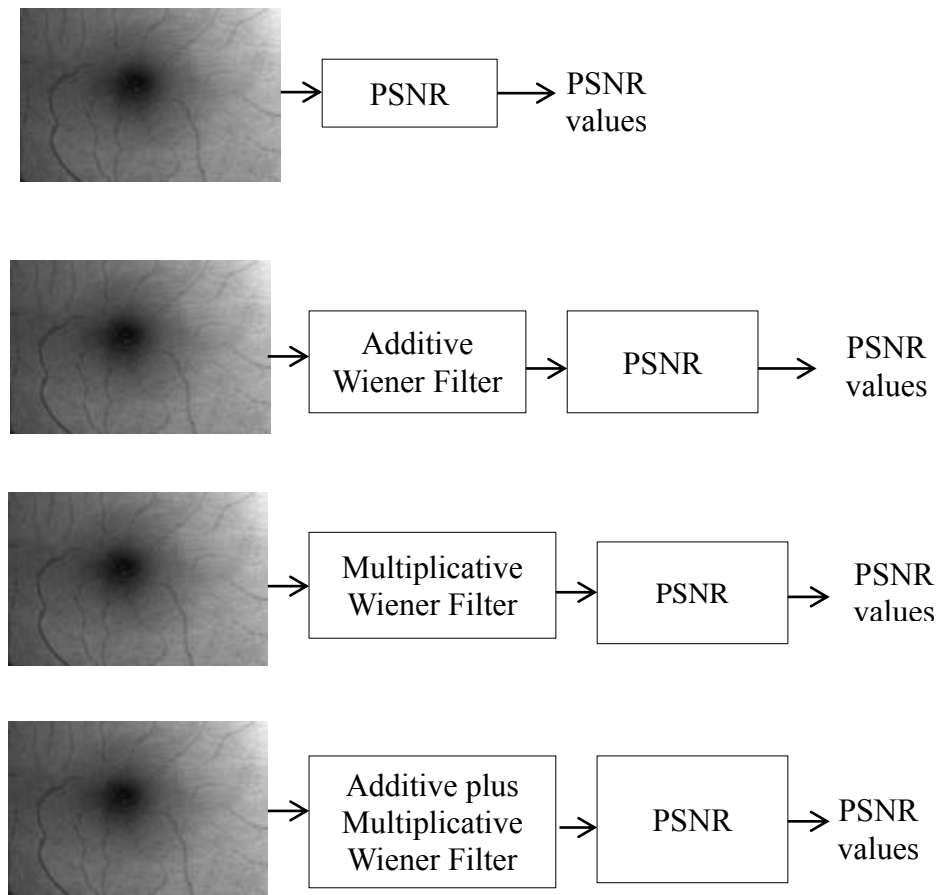 PSNR
PSNR
values
Additive
Wiener Filter
PSNR
PSNR
values
Multiplicative
Wiener Filter
PSNR
PSNR
values
Additive plus
Multiplicative
Wiener Filter
PSNR
PSNR
values